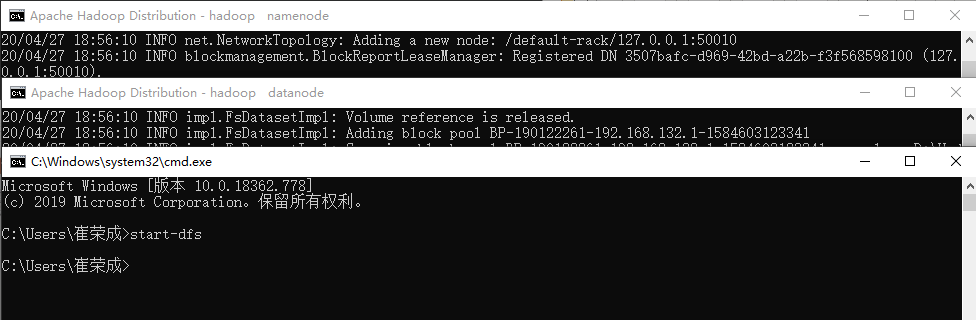 Apache Hadoop Distribution - hadoop   namenode
20/04/27 18:56:10 INFO net.NetworkTopology: Adding a new node: /default-rack/127.0.0.1:50010
20/04/27 18:56:10 INFO blockmanagement.BlockReportLeaseManager: Registered DN 3507bafc-d969-42bd-a22b-f3f568598100 (127.
0.0.1:50010).
Apache Hadoop Distribution - hadoop   datanode
20/04/27 18:56:10 INFO impl.FsDatasetImpl: Volume reference is released.
20/04/27 18:56:10 INFO impl.FsDatasetImpl: Adding block pool BP-190122261-192.168.132.1-1584603123341
C:\Windows\system32\cmd.exe
Microsoft Windows [版本 10.0.18362.778]
(c) 2019 Microsoft Corporation。保留所有权利。
C:\Users\崔荣成>start-dfs
C:\Users\崔荣成>